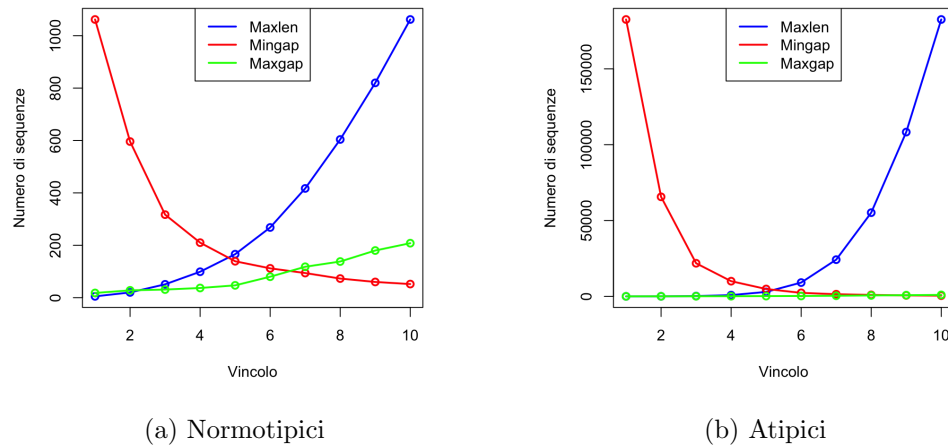 Maxlen
Mingap
Maxgap
Numero di sequenze
0 200 400 600 800 1000
2 4 6 8 10
Vincolo
(a) Normotipici
Maxlen
Mingap
Maxgap
Numero di sequenze
0 50000 100000 150000
2 4 6 8 10
Vincolo
(b) Atipici